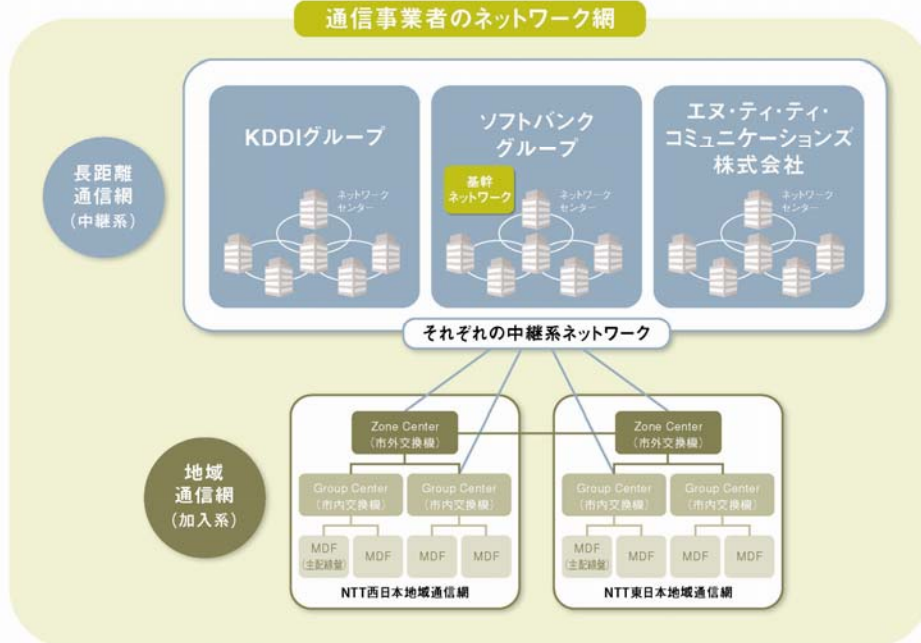 通信事業者のネットワーク網
KDDIグループ
ソフトバンク
グループ
エヌ・ティ・ティ・
コミュニケーションズ
株式会社
長距離
通信網
(中継系)
ネットワーク
センター
基幹
ネットワーク
ネットワーク
センター
ネットワーク
センター
それぞれの中継系ネットワーク
地域
通信網
(加入系)
Zone Center
(市外交換機)
Zone Center
(市外交換機)
Group Center
(市内交換機)
Group Center
(市内交換機)
Group Center
(市内交換機)
Group Center
(市内交換機)
MDF
(主配線盤)
MDF
MDF
MDF
MDF
(主配線盤)
MDF
MDF
MDF
NTT西日本地域通信網
NTT東日本地域通信網